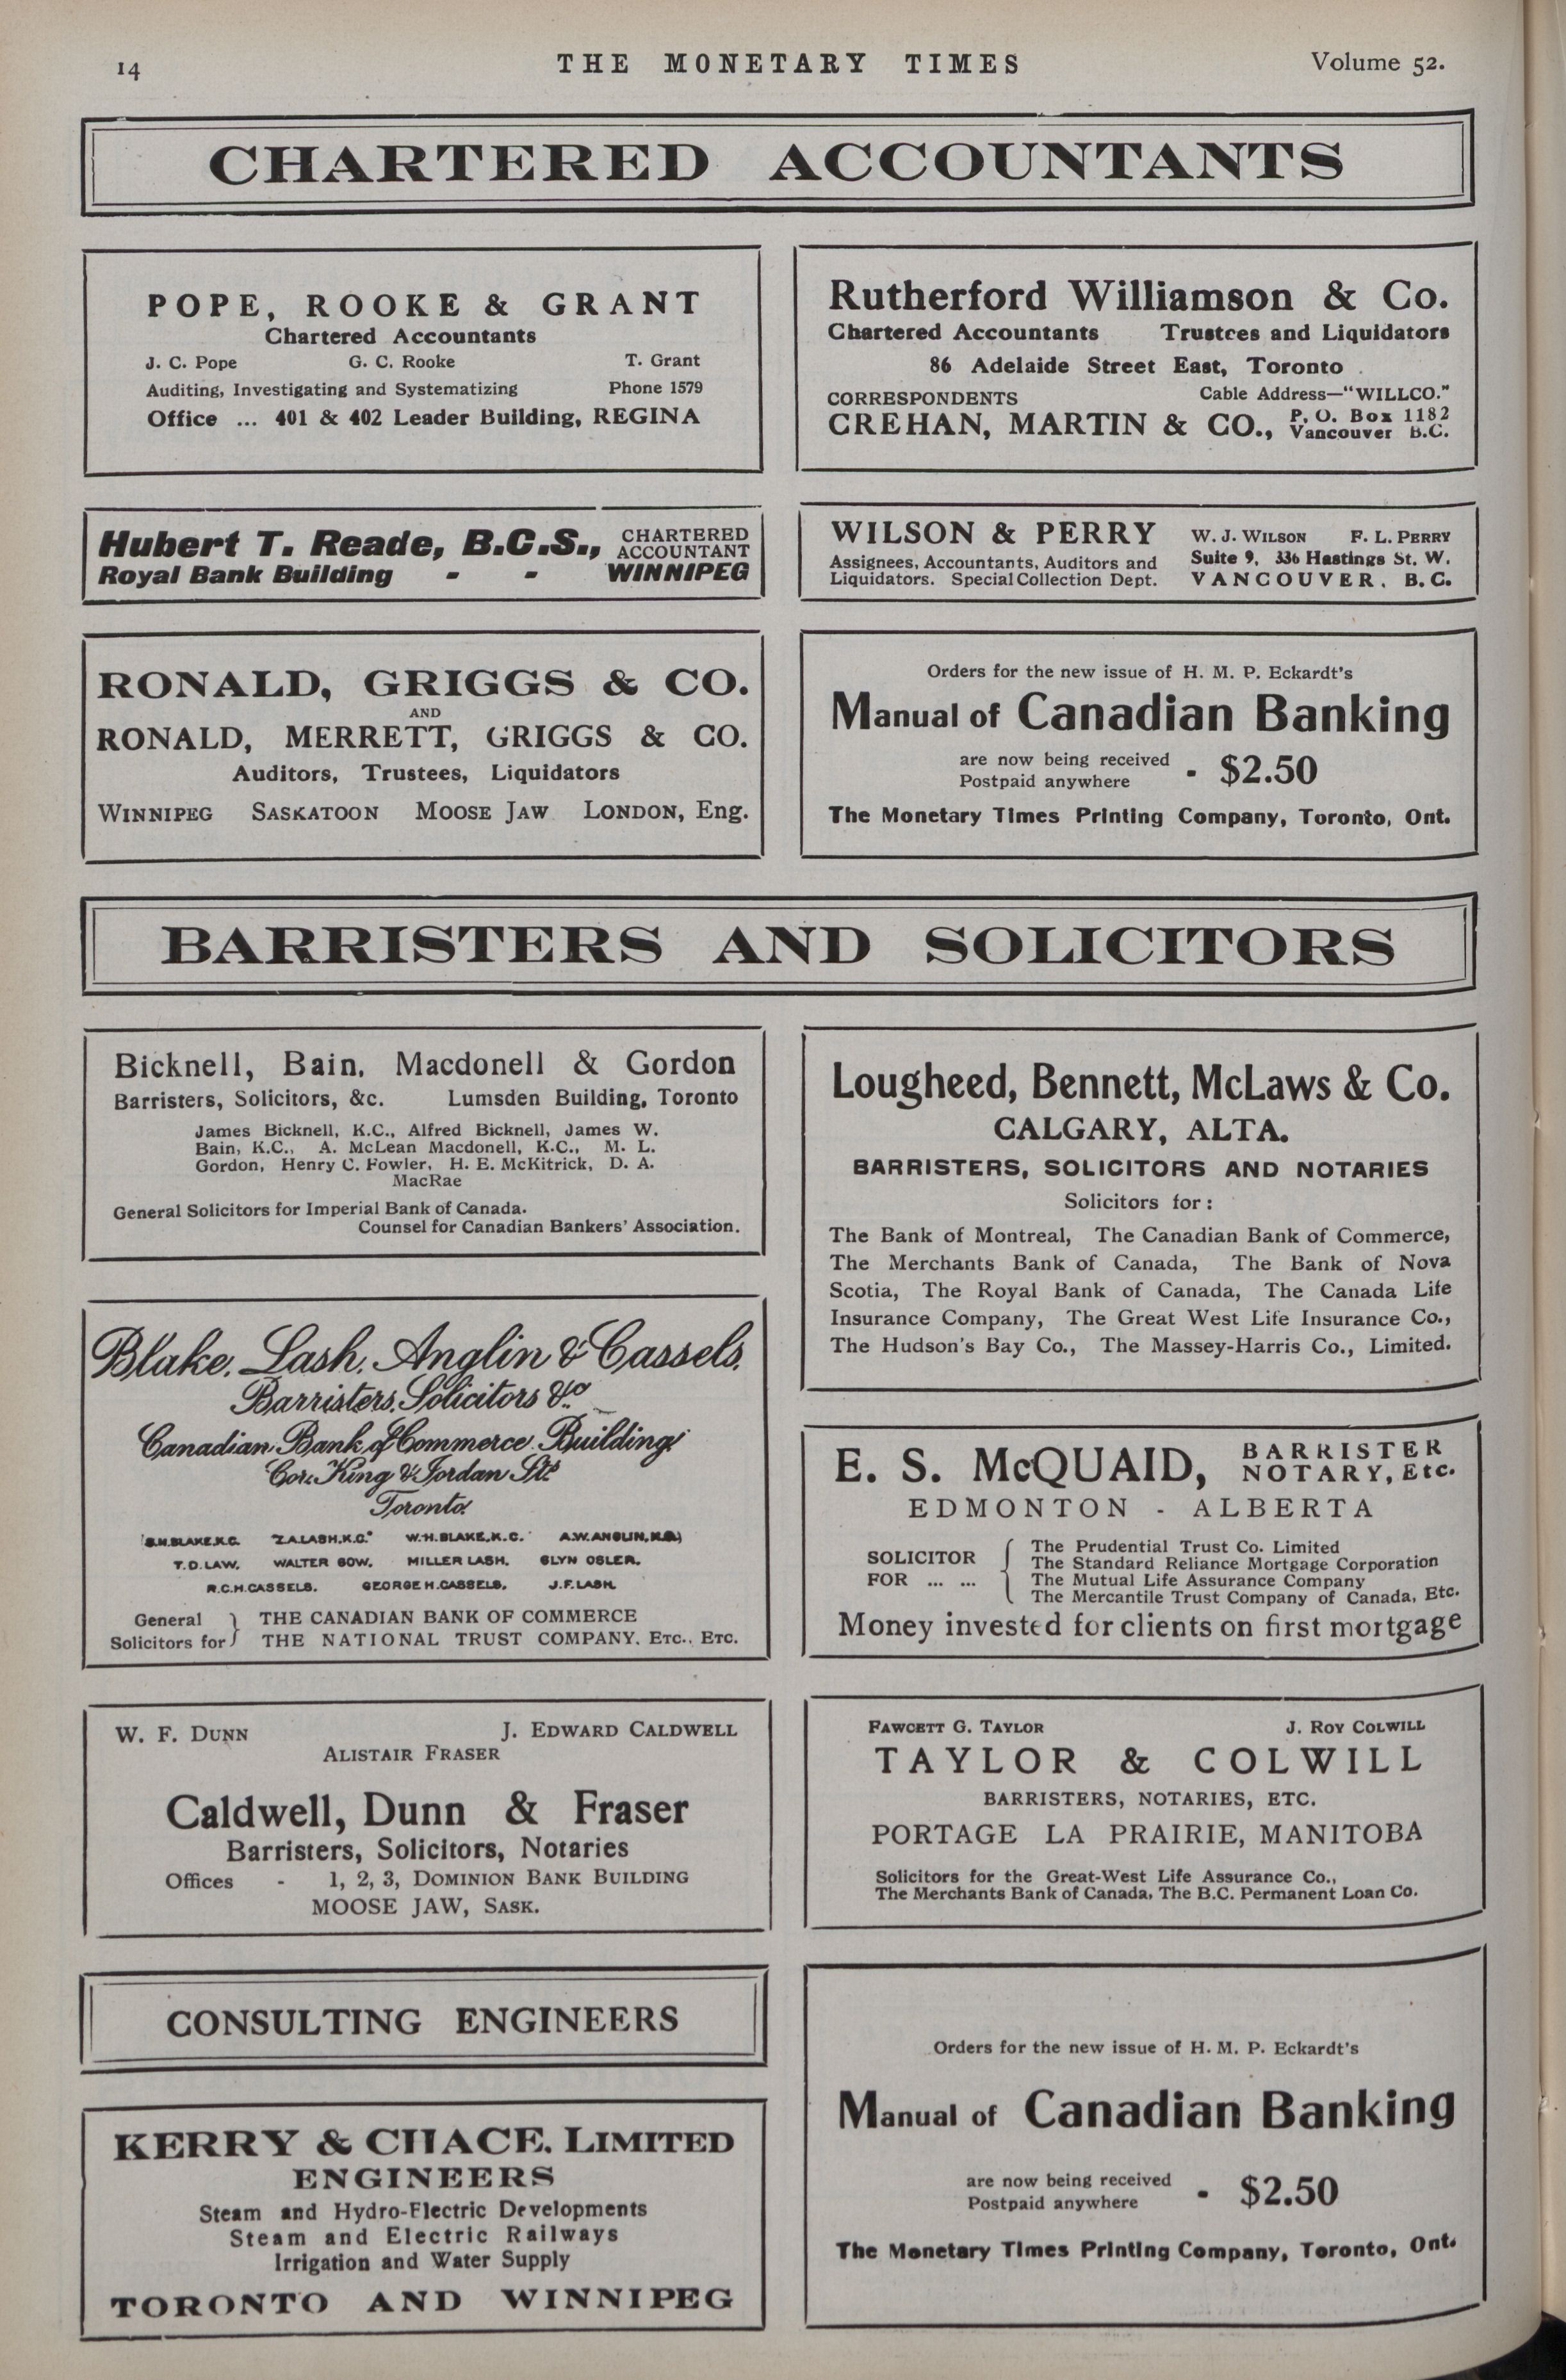 14 THE MONETARY TIMES Volume 52.
CHARTERED ACCOUNTANTS
POPE, ROOKE & GRANT
Chartered Accountants
J. C. Pope G. C. Rooke T. Grant
Auditing, Investigating and Systematizing Phone 1579
Office ... 401 & 402 Leader Building, REGINA
Rutherford Williamson & Co.
Chartered Accountants Trustees and Liquidators
86 Adelaide Street East, Toronto
CORRESPONDENTS Cable Address—"WILLCO."
CREHAN, MARTIN & CO., P. O. Box 1182
Vancouver B.C.
Hubert T. Reade, B.C.S., CHARTERED
ACCOUNTANT
Royal Bank Building - - WINNIPEG
WILSON & PERRY W. J. WILSON F. L. PERRY
Assignees, Accountants, Auditors and Suite 9, 336 Hastings St. W.
Liquidators. Special Collection Dept. VANCOUVER, B.C.
RONALD, GRIGGS & CO.
AND
RONALD, MERRETT, GRIGGS & CO.
Auditors, Trustees, Liquidators
WINNIPEG SASKATOON MOOSE JAW LONDON, Eng.
Orders for the new issue of H. M. P. Eckardt's
Manual of Canadian Banking
are now being received
Postpaid anywhere - $2.50
The Monetary Times Printing Company, Toronto, Ont.
BARRISTERS AND SOLICITORS
Bicknell, Bain, Macdonell & Gordon
Barristers, Solicitors, &c. Lumsden Building, Toronto
James Bicknell, K.C., Alfred Bicknell, James W.
Bain, K.C., A. McLean Macdonell, K.C., M. L.
Gordon, Henry C. Fowler, H. E. McKitrick, D. A.
MacRae
General Solicitors for Imperial Bank of Canada.
Counsel for Canadian Bankers' Association.
Lougheed, Bennett, McLaws & Co.
CALGARY, ALTA.
BARRISTERS, SOLICITORS AND NOTARIES
Solicitors for:
The Bank of Montreal, The Canadian Bank of Commerce,
The Merchants Bank of Canada, The Bank of Nova
Scotia, The Royal Bank of Canada, The Canada Life
Insurance Company, The Great West Life Insurance Co.,
The Hudson's Bay Co., The Massey-Harris Co., Limited.
Blake, Lash, Anglin & Cassels,
Barristers, Solicitors &c.
Canadian Bank of Commerce Building,
Cor. King & Jordan Sts
Toronto.
S.H.BLAKE,K.C. Z.A.LASH,K.C. W.H.BLAKE,K.C. A.W.ANGLIN,K.C.
T.D.LAW, WALTER GOW, MILLER LASH, GLYN OSLER,
R.C.H.CASSELS, GEORGE H.CASSELS, J.F.LASH,
General } THE CANADIAN BANK OF COMMERCE
Solicitors for } THE NATIONAL TRUST COMPANY, ETC., ETC.
E. S. McQUAID, BARRISTER
NOTARY, Etc.
EDMONTON - ALBERTA
The Prudential Trust Co. Limited
SOLICITOR { The Standard Reliance Mortgage Corporation
FOR ... ... The Mutual Life Assurance Company
The Mercantile Trust Company of Canada, Etc.
Money invested for clients on first mortgage
W. F. DUNN J. EDWARD CALDWELL
ALISTAIR FRASER
Caldwell, Dunn & Fraser
Barristers, Solicitors, Notaries
Offices - 1, 2, 3, DOMINION BANK BUILDING
MOOSE JAW, SASK.
FAWCETT G. TAYLOR J. ROY COLWILL
TAYLOR & COLWILL
BARRISTERS, NOTARIES, ETC.
PORTAGE LA PRAIRIE, MANITOBA
Solicitors for the Great-West Life Assurance Co.,
The Merchants Bank of Canada, The B.C. Permanent Loan Co.
CONSULTING ENGINEERS
KERRY & CHACE, LIMITED
ENGINEERS
Steam and Hydro-Electric Developments
Steam and Electric Railways
Irrigation and Water Supply
TORONTO AND WINNIPEG
Orders for the new issue of H. M. P. Eckardt's
Manual of Canadian Banking
are now being received
Postpaid anywhere - $2.50
The Monetary Times Printing Company, Toronto, Ont.